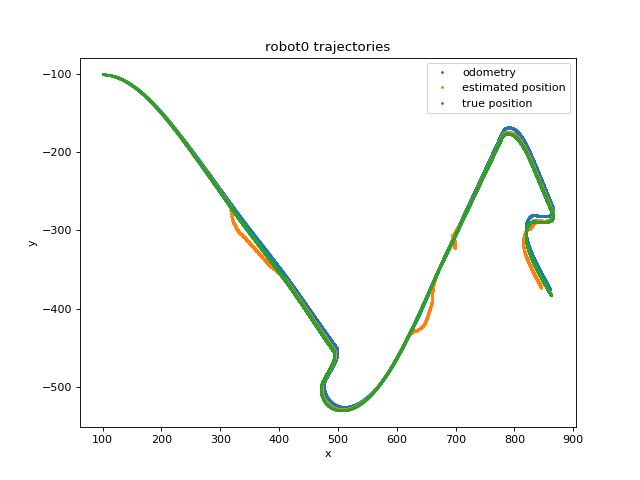 robot0 trajectories
odometry
estimated position
true position
y
−100
−200
−300
−400
−500
100 200 300 400 500 600 700 800 900
x